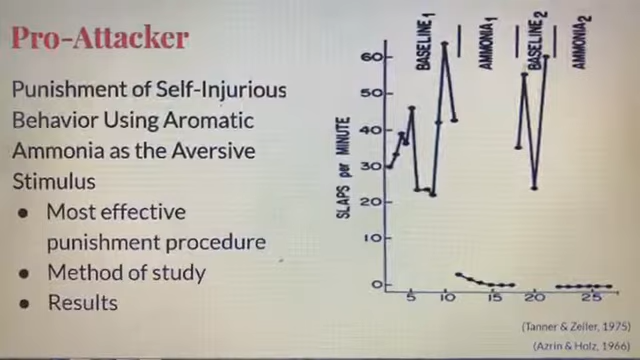 Pro-Attacker
Punishment of Self-Injurious
Behavior Using Aromatic
Ammonia as the Aversive
Stimulus
• Most effective
punishment procedure
• Method of study
• Results
BASELINE1
AMMONIA1
BASELINE2
AMMONIA2
SLAPS per MINUTE
60
50
40
30
20
10
0
5 10 15 20 25
(Tanner & Zeiler, 1975)
(Azrin & Holz, 1966)